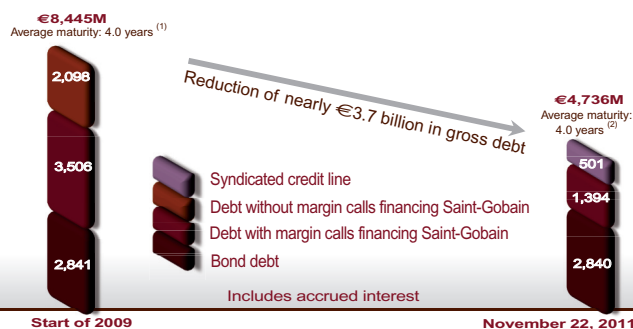 €8,445M
Average maturity: 4.0 years (1)
2,098
3,506
2,841
Reduction of nearly €3.7 billion in gross debt
€4,736M
Average maturity:
4.0 years (2)
501
1,394
2,840
Syndicated credit line
Debt without margin calls financing Saint-Gobain
Debt with margin calls financing Saint-Gobain
Bond debt
Includes accrued interest
Start of 2009
November 22, 2011